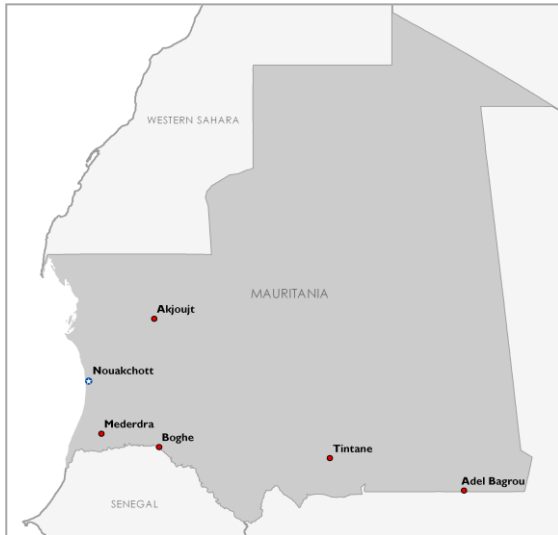 WESTERN SAHARA
MAURITANIA
Akjoujt
Nouakchott
Mederdra
Boghe
Tintane
Adel Bagrou
SENEGAL